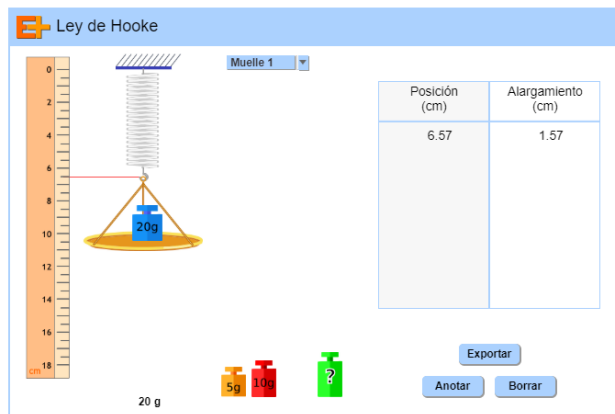 E+ Ley de Hooke
Muelle 1
0
2
4
6
8
10
12
14
16
18
cm
20g
20 g
5g
10g
?
Posición
(cm)
Alargamiento
(cm)
6.57
1.57
Exportar
Anotar
Borrar